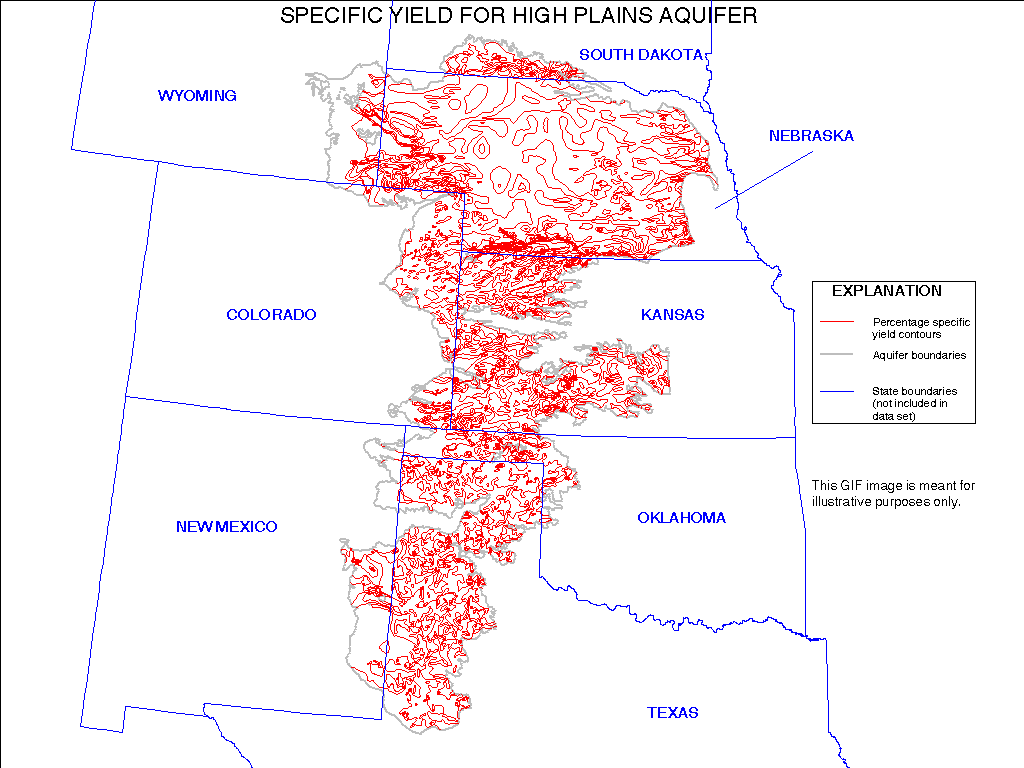 SPECIFIC YIELD FOR HIGH PLAINS AQUIFER
SOUTH DAKOTA
WYOMING
NEBRASKA
COLORADO
KANSAS
EXPLANATION
Percentage specific
yield contours
Aquifer boundaries
State boundaries
(not included in
data set)
This GIF image is meant for
illustrative purposes only.
NEW MEXICO
OKLAHOMA
TEXAS